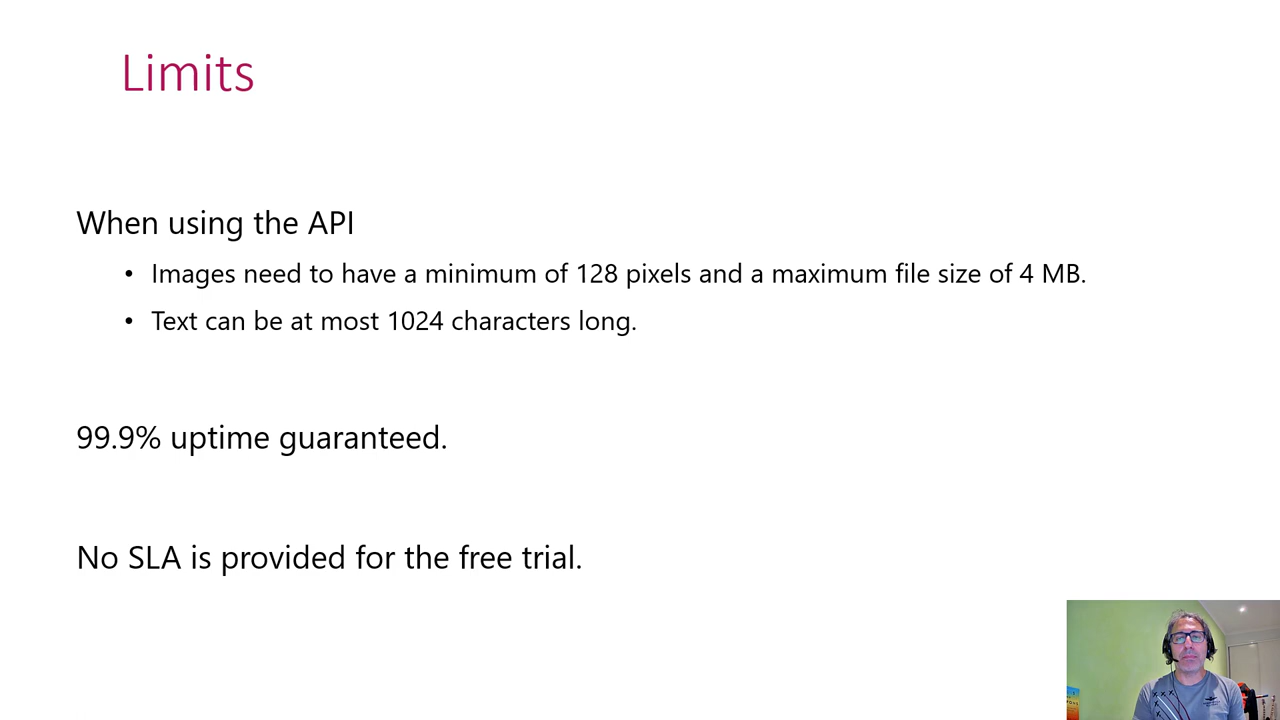 Limits
When using the API
• Images need to have a minimum of 128 pixels and a maximum file size of 4 MB.
• Text can be at most 1024 characters long.
99.9% uptime guaranteed.
No SLA is provided for the free trial.